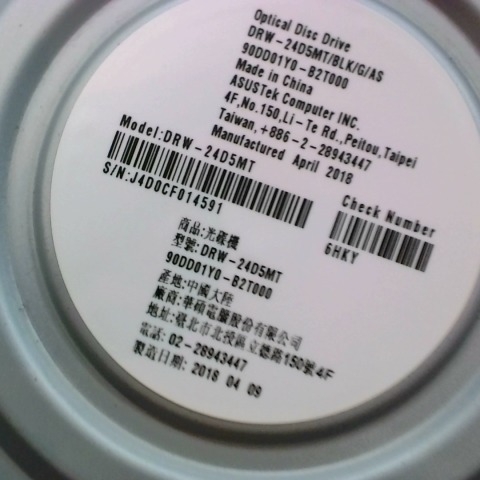 Optical Disc Drive
DRW-24D5MT/BLK/G/AS
90DD01Y0-B2T000
Made in China
ASUSTek Computer INC.
4F,No.150,Li-Te Rd.,Peitou,Taipei
Taiwan,+886-2-28943447
Manufactured April 2018
Model:DRW-24D5MT
S/N:J4D0CF014591
Check Number
6HKY
商品:光碟機
型號:DRW-24D5MT
90DD01Y0-B2T000
產地:中國大陸
廠商:華碩電腦股份有限公司
地址:臺北市北投區立德路150號4F
電話:02-28943447
製造日期:2018 04 09